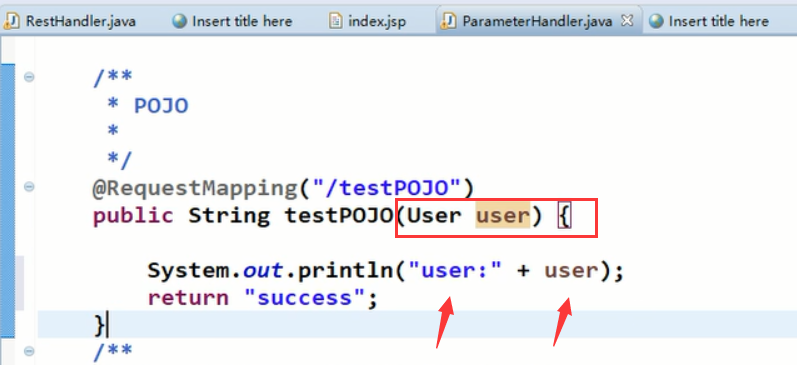 RestHandler.java Insert title here index.jsp ParameterHandler.java Insert title here
/**
* POJO
*
*/
@RequestMapping("/testPOJO")
public String testPOJO(User user) {
System.out.println("user:" + user);
return "success";
}
/**